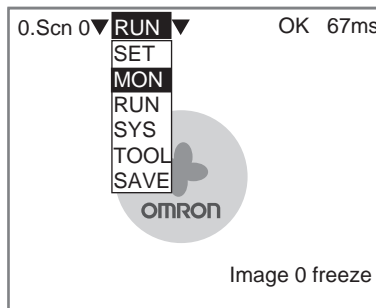 0.Scn 0▼ RUN ▼ OK 67ms
SET
MON
RUN
SYS
TOOL
SAVE
OMRON
Image 0 freeze